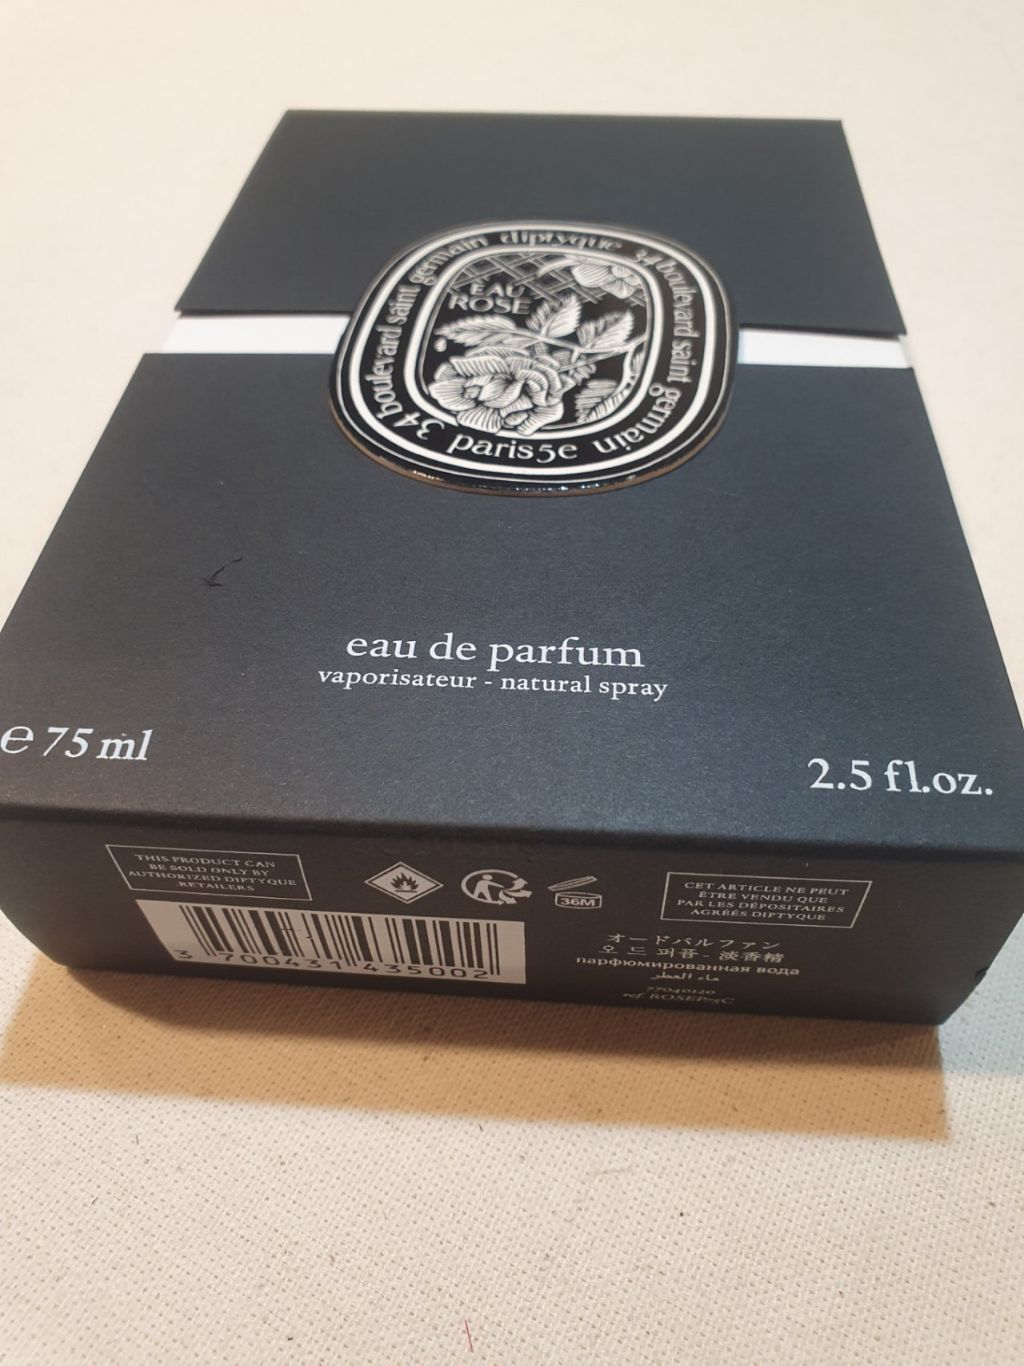 diptyque 34 boulevard saint germain paris5e 34 boulevard saint germain
EAU
ROSE
eau de parfum
vaporisateur - natural spray
e 75 ml
2.5 fl.oz.
THIS PRODUCT CAN
BE SOLD ONLY BY
AUTHORIZED DIPTYQUE
RETAILERS
36M
CET ARTICLE NE PEUT
ÊTRE VENDU QUE
PAR LES DÉPOSITAIRES
AGRÉÉS DIPTYQUE
3 700431 435002
オードパルファン
오 드 퍼퓸 - 淡香精
парфюмированная вода
ماء العطر
77040120